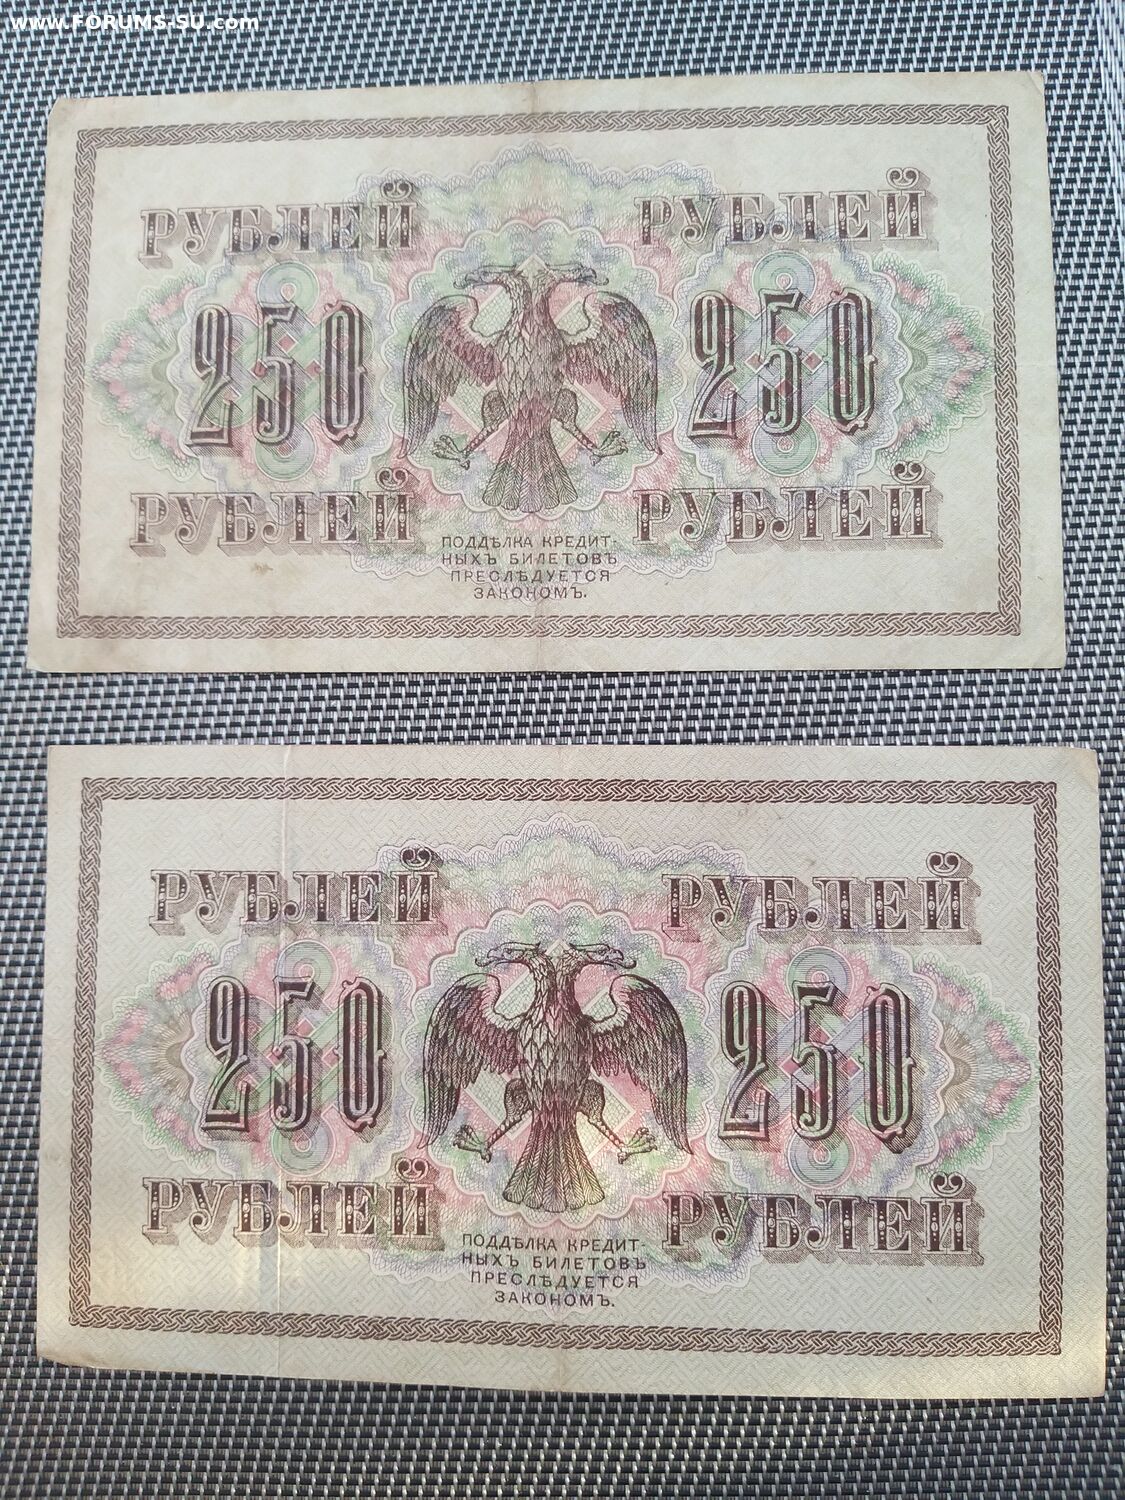 www.FORUMS-SU.com
РУБЛЕЙ РУБЛЕЙ
250 250
РУБЛЕЙ РУБЛЕЙ
ПОДДѢЛКА КРЕДИТ-
НЫХЪ БИЛЕТОВЪ
ПРЕСЛѢДУЕТСЯ
ЗАКОНОМЪ.
РУБЛЕЙ РУБЛЕЙ
250 250
РУБЛЕЙ РУБЛЕЙ
ПОДДѢЛКА КРЕДИТ-
НЫХЪ БИЛЕТОВЪ
ПРЕСЛѢДУЕТСЯ
ЗАКОНОМЪ.